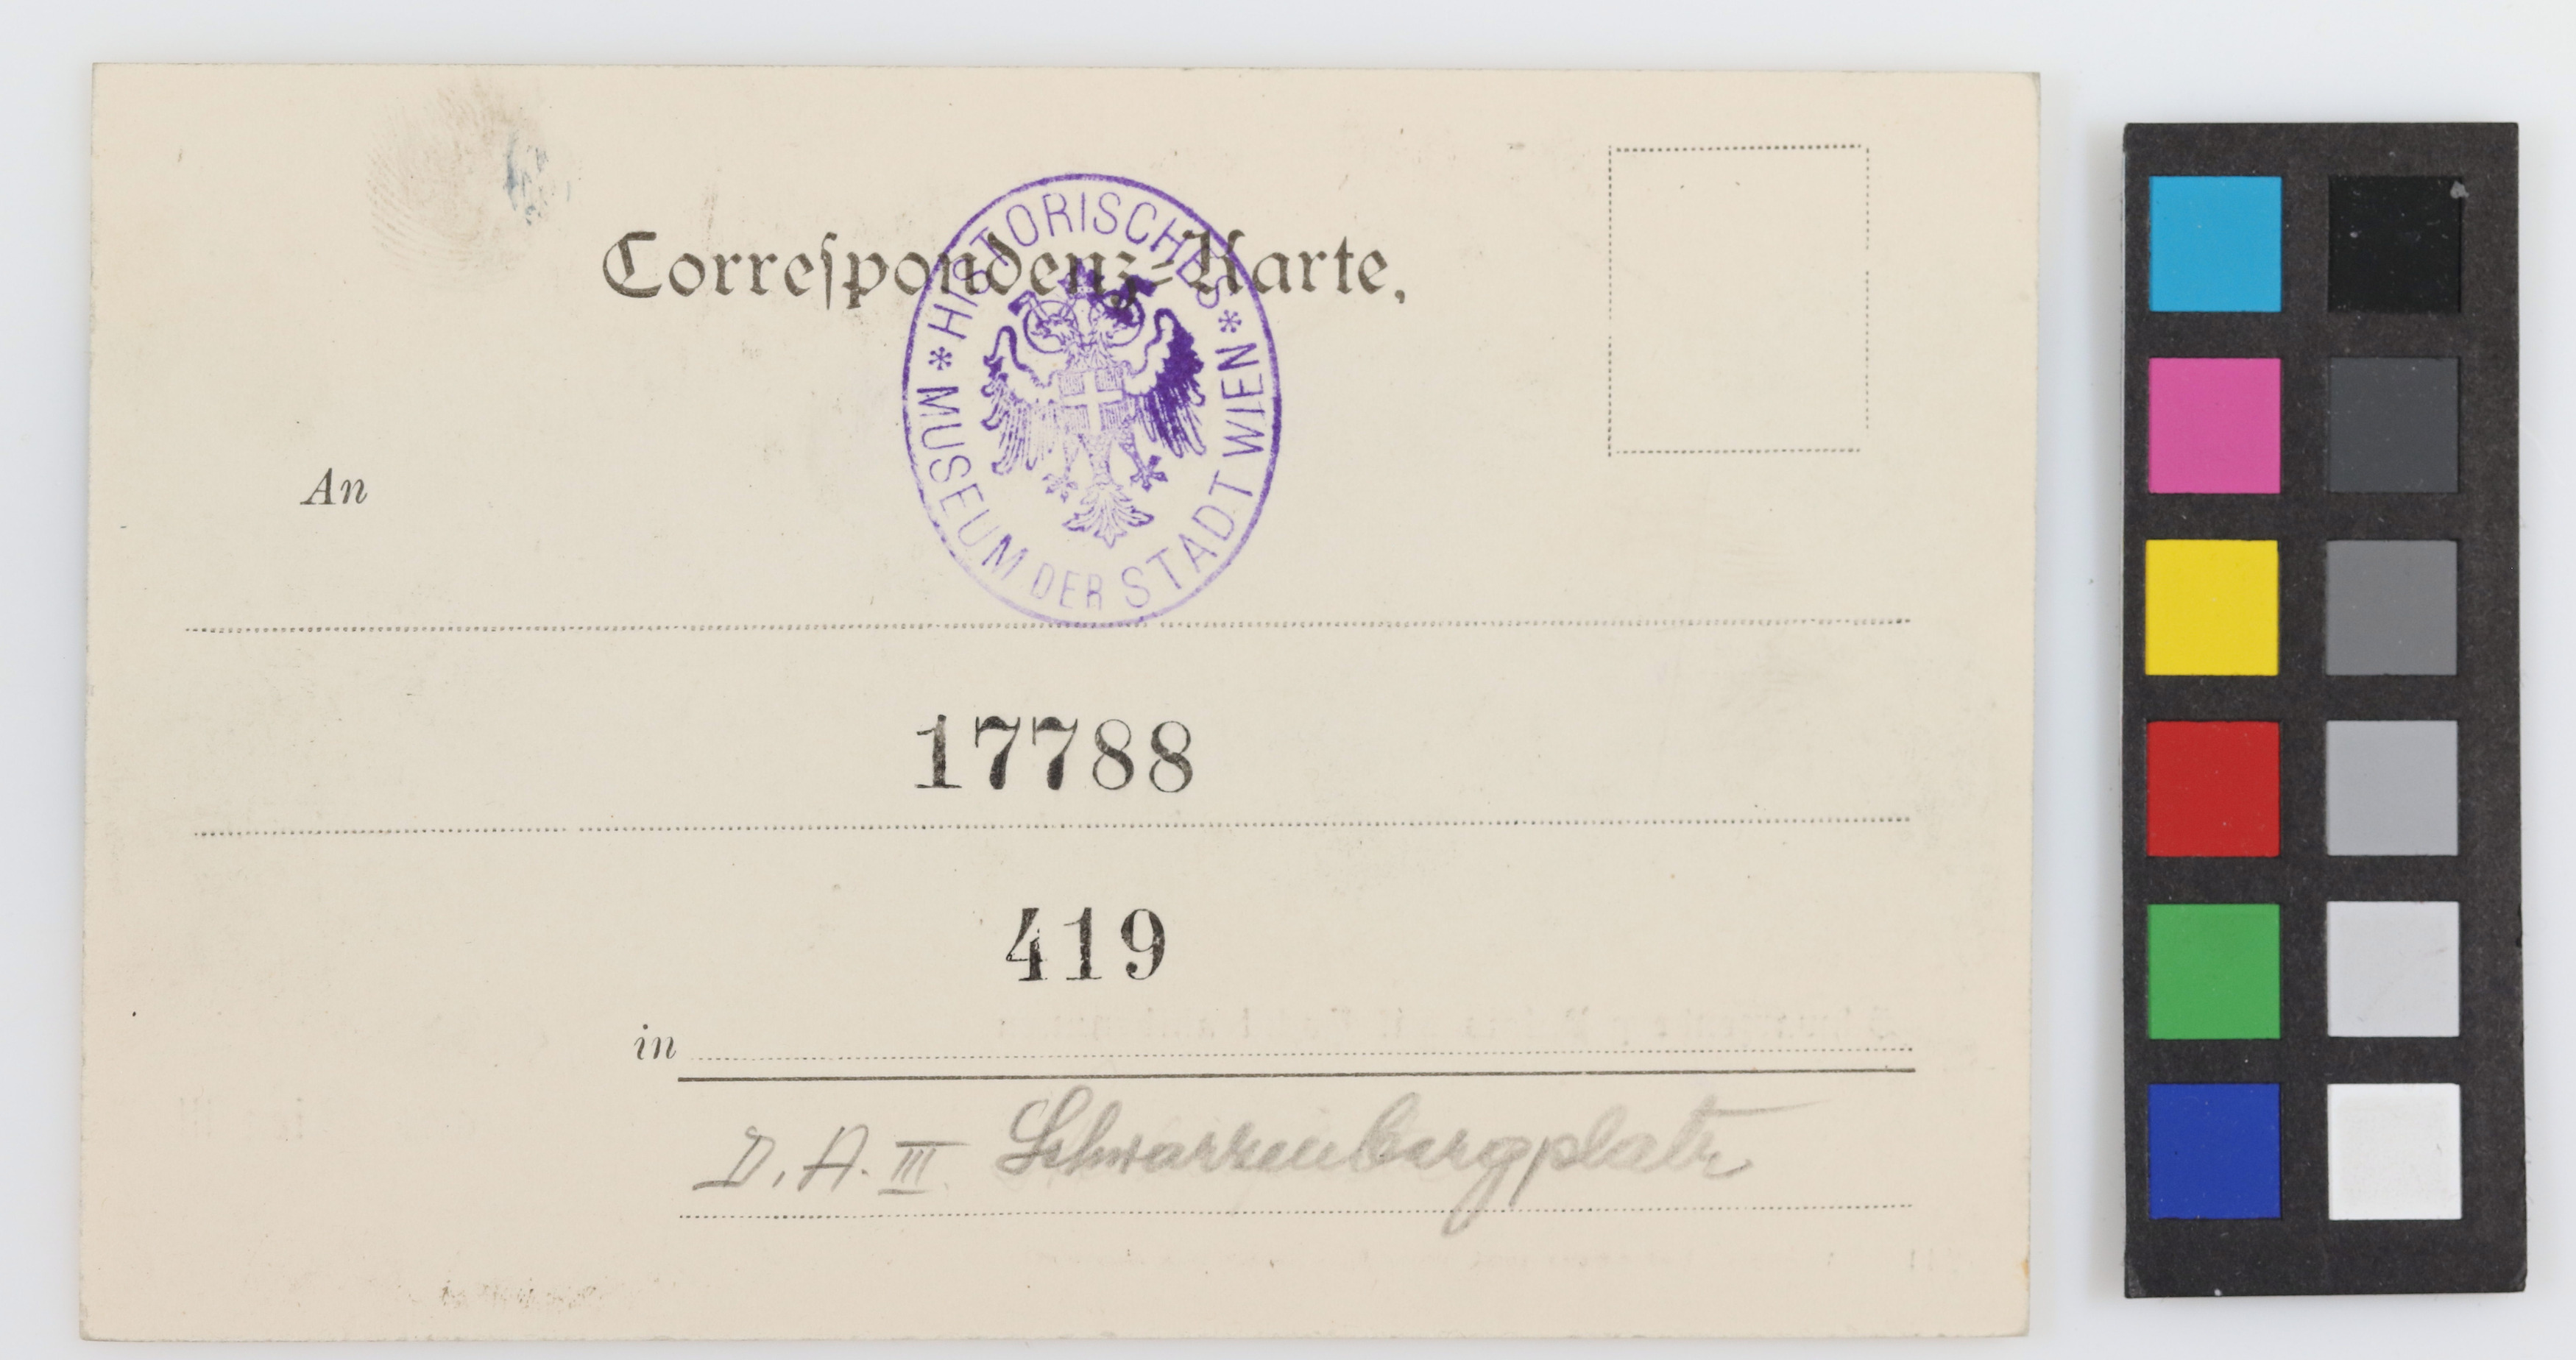 Correſpondenz-Karte,
* HISTORISCHES *
MUSEUM DER STADT WIEN
An
17788
419
in
D. A. III Schwarzenbergplatz